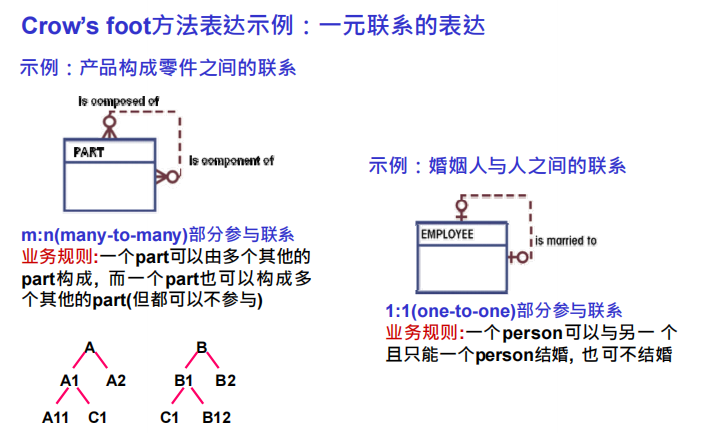 Crow's foot方法表达示例：一元联系的表达
示例：产品构成零件之间的联系
Is composed of
PART
Is component of
m:n(many-to-many)部分参与联系
业务规则:一个part可以由多个其他的
part构成, 而一个part也可以构成多
个其他的part(但都可以不参与)
A
A1 A2
A11 C1
B
B1 B2
C1 B12
示例：婚姻人与人之间的联系
EMPLOYEE
is married to
1:1(one-to-one)部分参与联系
业务规则:一个person可以与另一 个
且只能一个person结婚, 也可不结婚